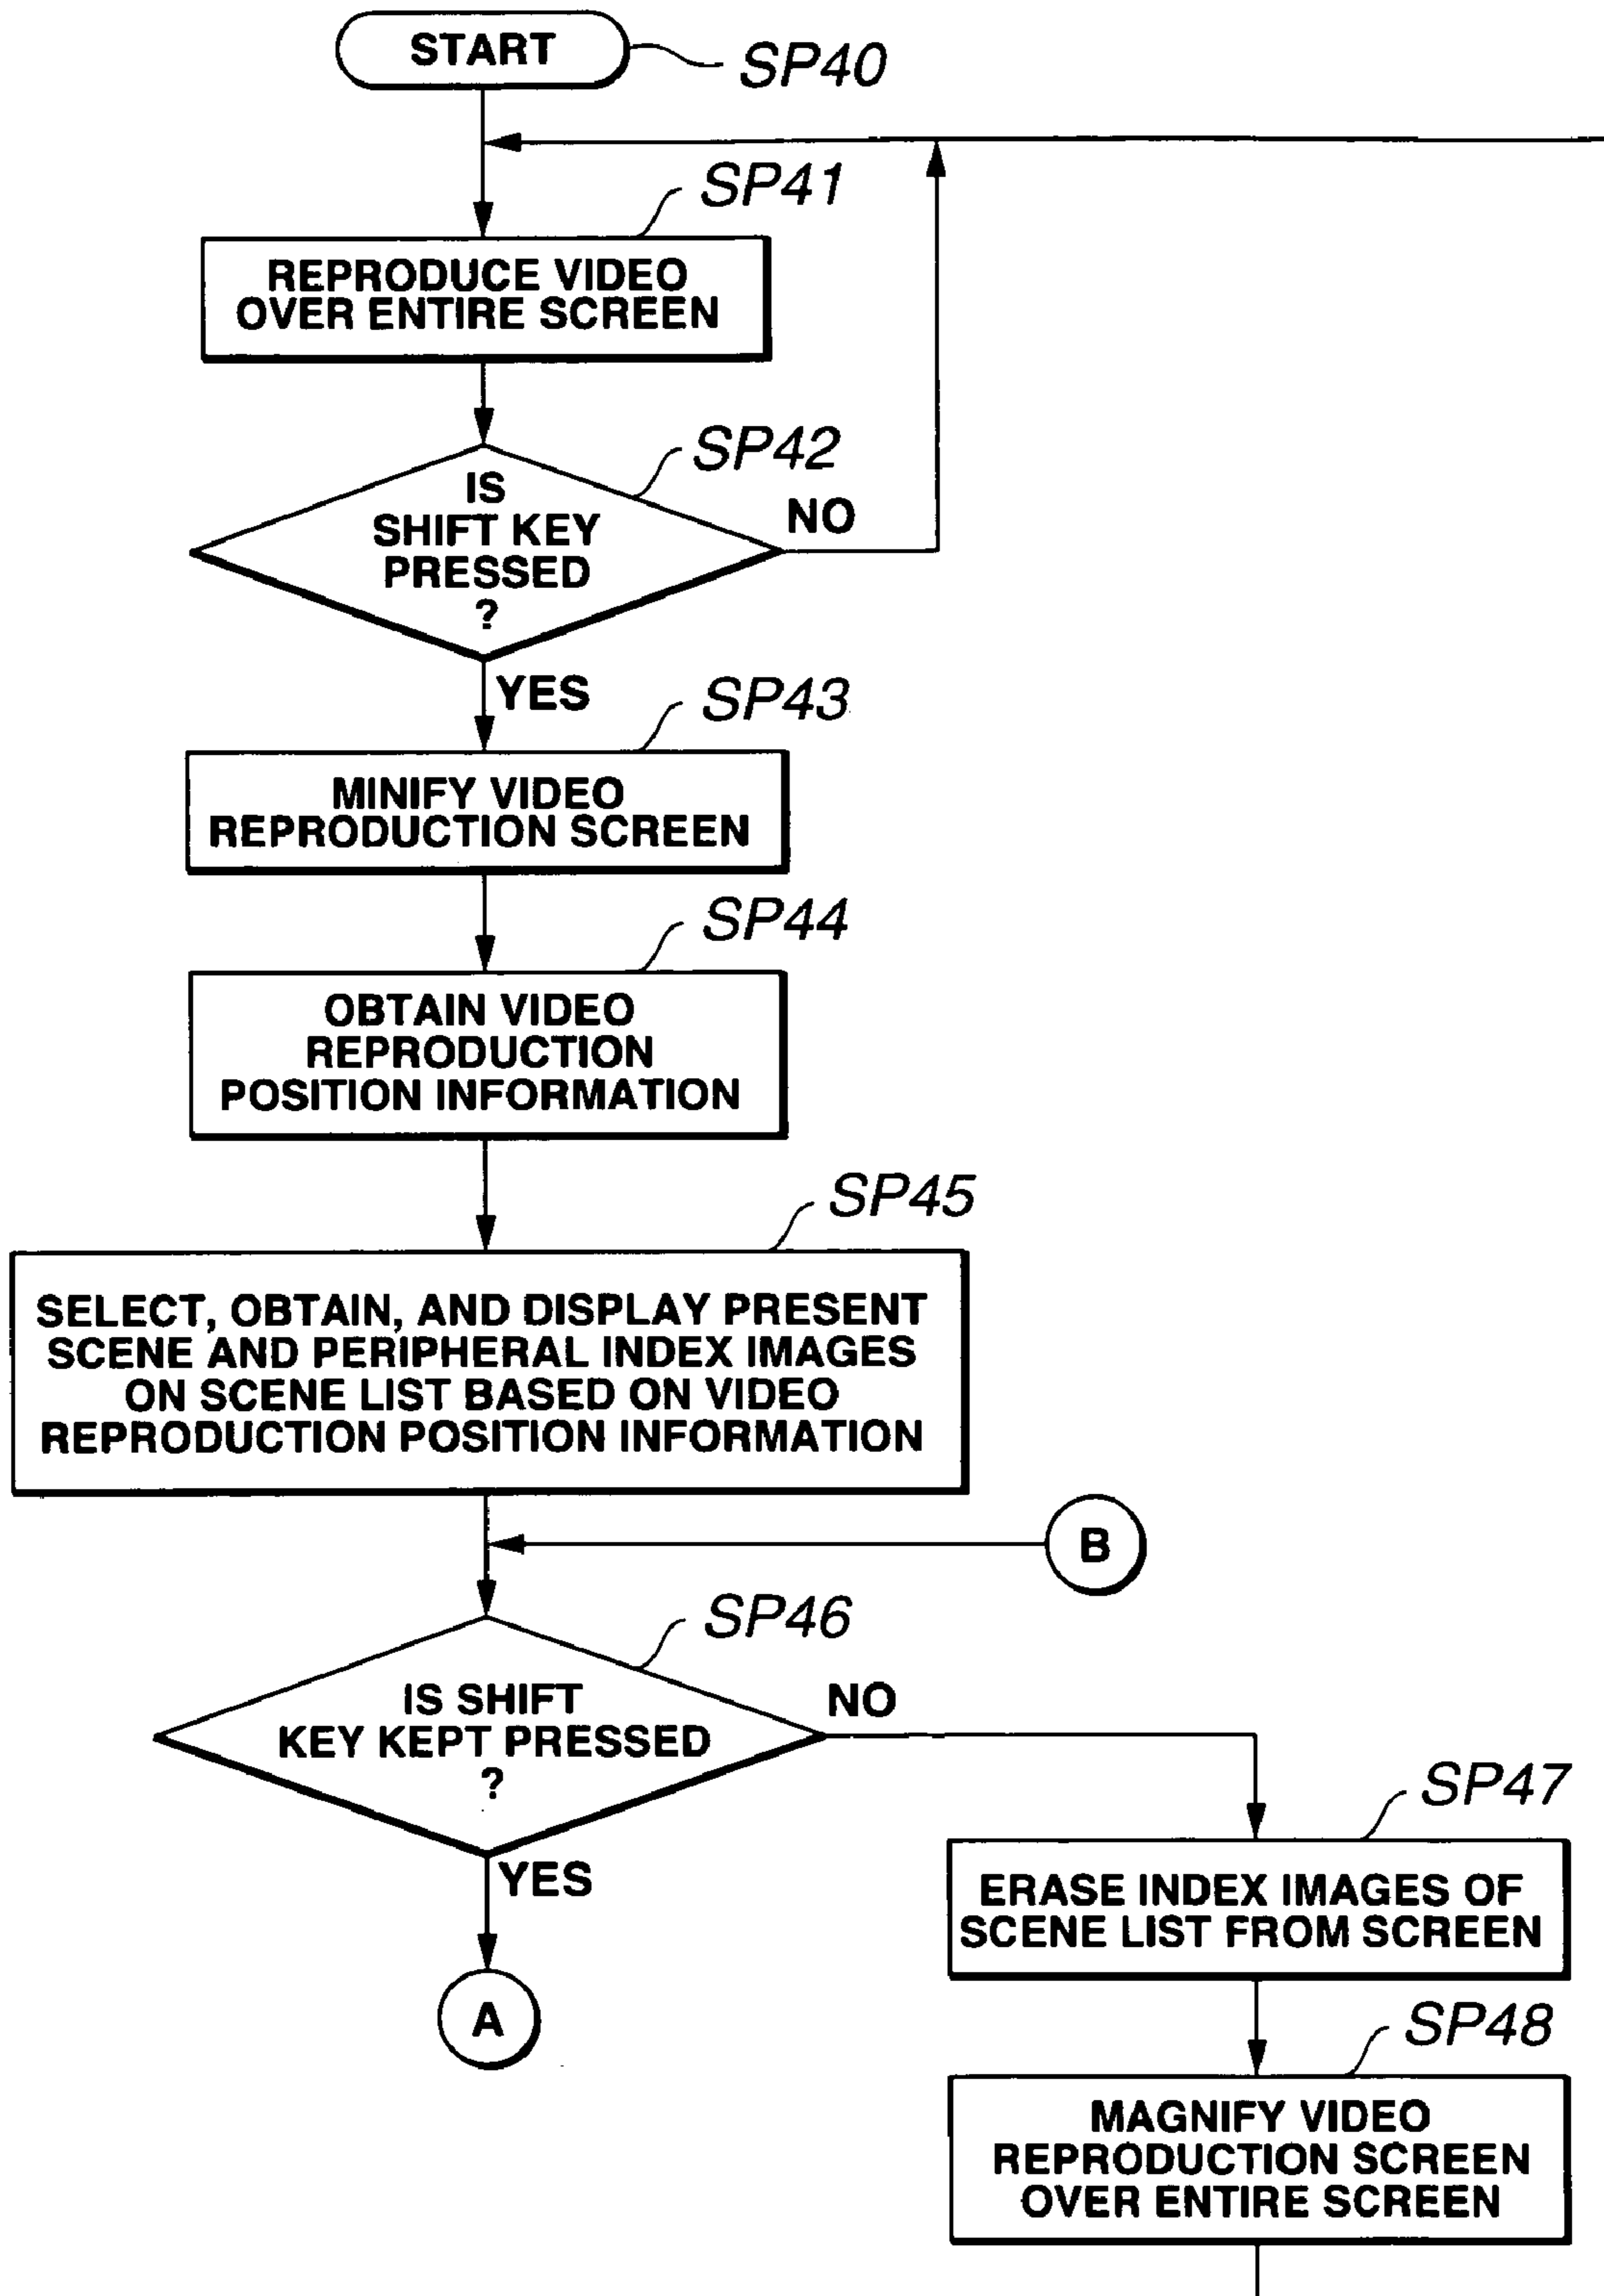 START
SP40
SP41
REPRODUCE VIDEO
OVER ENTIRE SCREEN
SP42
IS
SHIFT KEY
PRESSED
?
NO
YES
SP43
MINIFY VIDEO
REPRODUCTION SCREEN
SP44
OBTAIN VIDEO
REPRODUCTION
POSITION INFORMATION
SP45
SELECT, OBTAIN, AND DISPLAY PRESENT
SCENE AND PERIPHERAL INDEX IMAGES
ON SCENE LIST BASED ON VIDEO
REPRODUCTION POSITION INFORMATION
B
SP46
IS SHIFT
KEY KEPT PRESSED
?
NO
YES
A
SP47
ERASE INDEX IMAGES OF
SCENE LIST FROM SCREEN
SP48
MAGNIFY VIDEO
REPRODUCTION SCREEN
OVER ENTIRE SCREEN